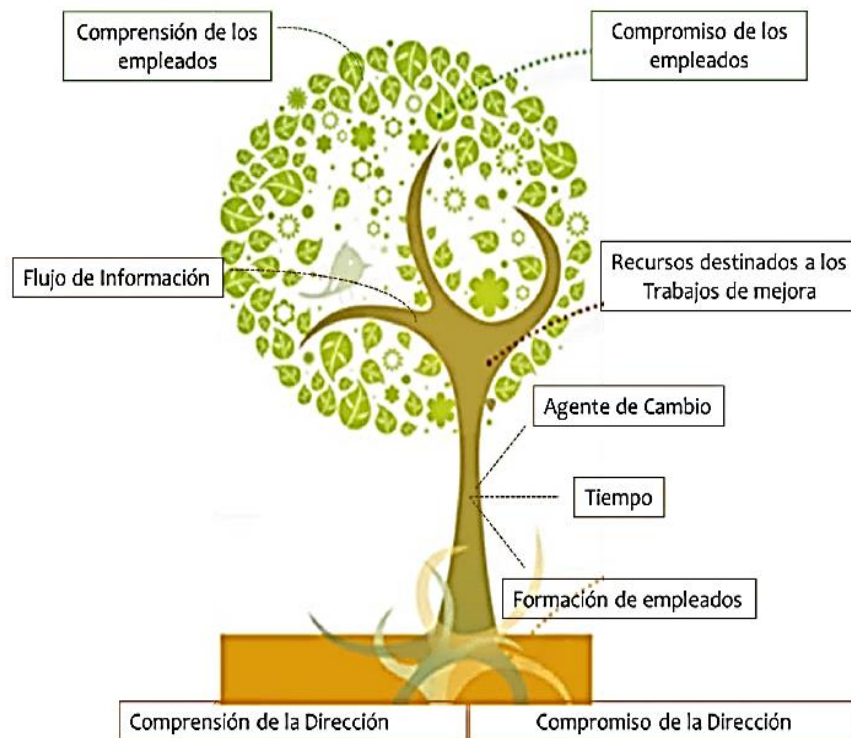 Comprensión de los
empleados
Compromiso de los
empleados
Flujo de Información
Recursos destinados a los
Trabajos de mejora
Agente de Cambio
Tiempo
Formación de empleados
Comprensión de la Dirección
Compromiso de la Dirección